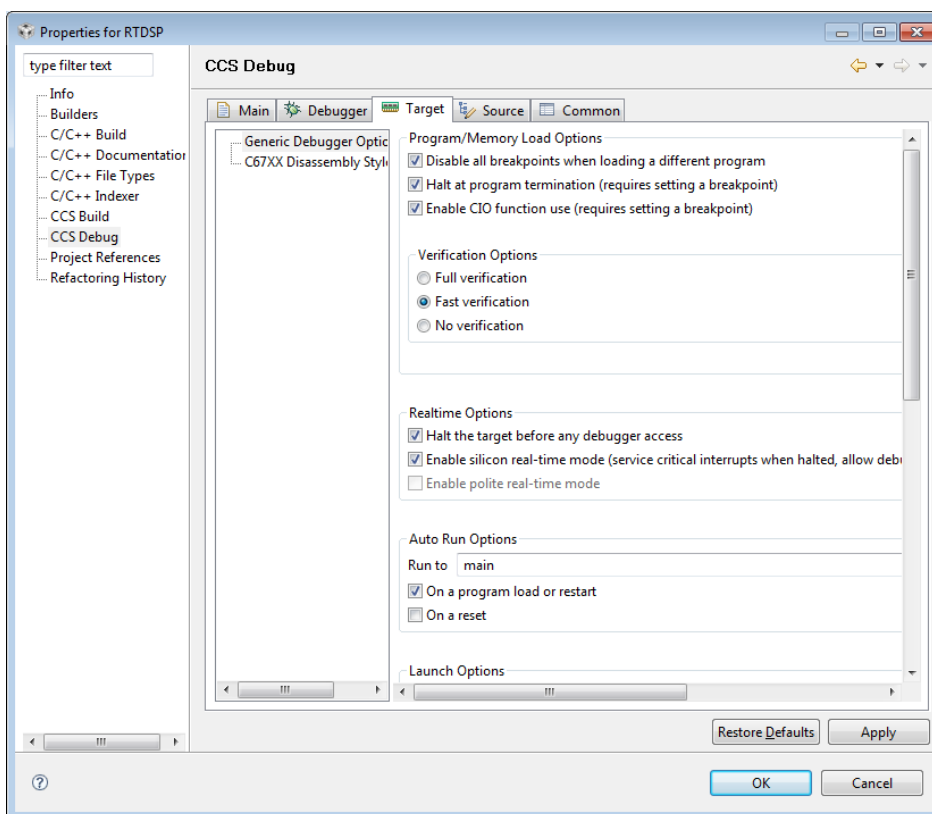 Properties for RTDSP
type filter text
CCS Debug
Info
Builders
C/C++ Build
C/C++ Documentation
C/C++ File Types
C/C++ Indexer
CCS Build
CCS Debug
Project References
Refactoring History
Main
Debugger
Target
Source
Common
Generic Debugger Optic
C67XX Disassembly Style
Program/Memory Load Options
Disable all breakpoints when loading a different program
Halt at program termination (requires setting a breakpoint)
Enable CIO function use (requires setting a breakpoint)
Verification Options
Full verification
Fast verification
No verification
Realtime Options
Halt the target before any debugger access
Enable silicon real-time mode (service critical interrupts when halted, allow debu
Enable polite real-time mode
Auto Run Options
Run to main
On a program load or restart
On a reset
Launch Options
Restore Defaults
Apply
OK
Cancel